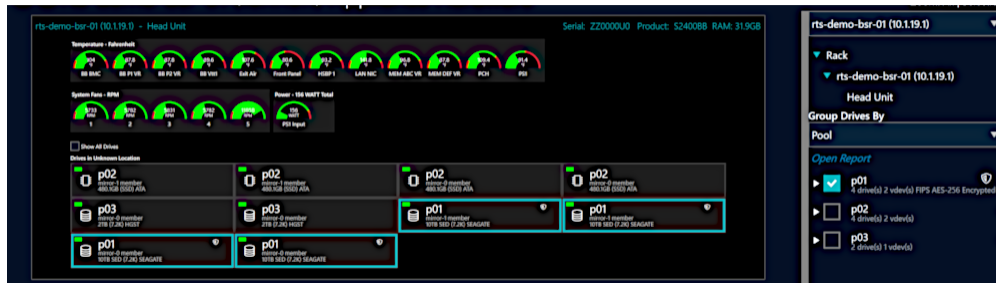 rts-demo-bsr-01 (10.1.19.1) - Head Unit
Serial: ZZ0000U0 Product: S2400BB RAM: 31.9GB
Temperature - Fahrenheit
BB BMC
BB P1 VR
BB P2 VR
BB Vtt1
Exit Air
Front Panel
HSBP 1
LAN NIC
MEM ABC VR
MEM DEF VR
PCH
PS1
System Fans - RPM
1
2
3
4
5
Power - 156 WATT Total
156
WATT
PS1 Input
Show All Drives
Drives in Unknown Location
p02
mirror-1 member
480.1GB (SSD) ATA
p02
mirror-1 member
480.1GB (SSD) ATA
p02
mirror-0 member
480.1GB (SSD) ATA
p02
mirror-0 member
480.1GB (SSD) ATA
p03
mirror-0 member
2TB (7.2K) HGST
p03
mirror-0 member
2TB (7.2K) HGST
p01
mirror-1 member
10TB SED (7.2K) SEAGATE
p01
mirror-1 member
10TB SED (7.2K) SEAGATE
p01
mirror-0 member
10TB SED (7.2K) SEAGATE
p01
mirror-0 member
10TB SED (7.2K) SEAGATE
rts-demo-bsr-01 (10.1.19.1)
Rack
rts-demo-bsr-01 (10.1.19.1)
Head Unit
Group Drives By
Pool
Open Report
p01
4 drive(s) 2 vdev(s) FIPS AES-256 Encrypted
p02
4 drive(s) 2 vdev(s)
p03
2 drive(s) 1 vdev(s)